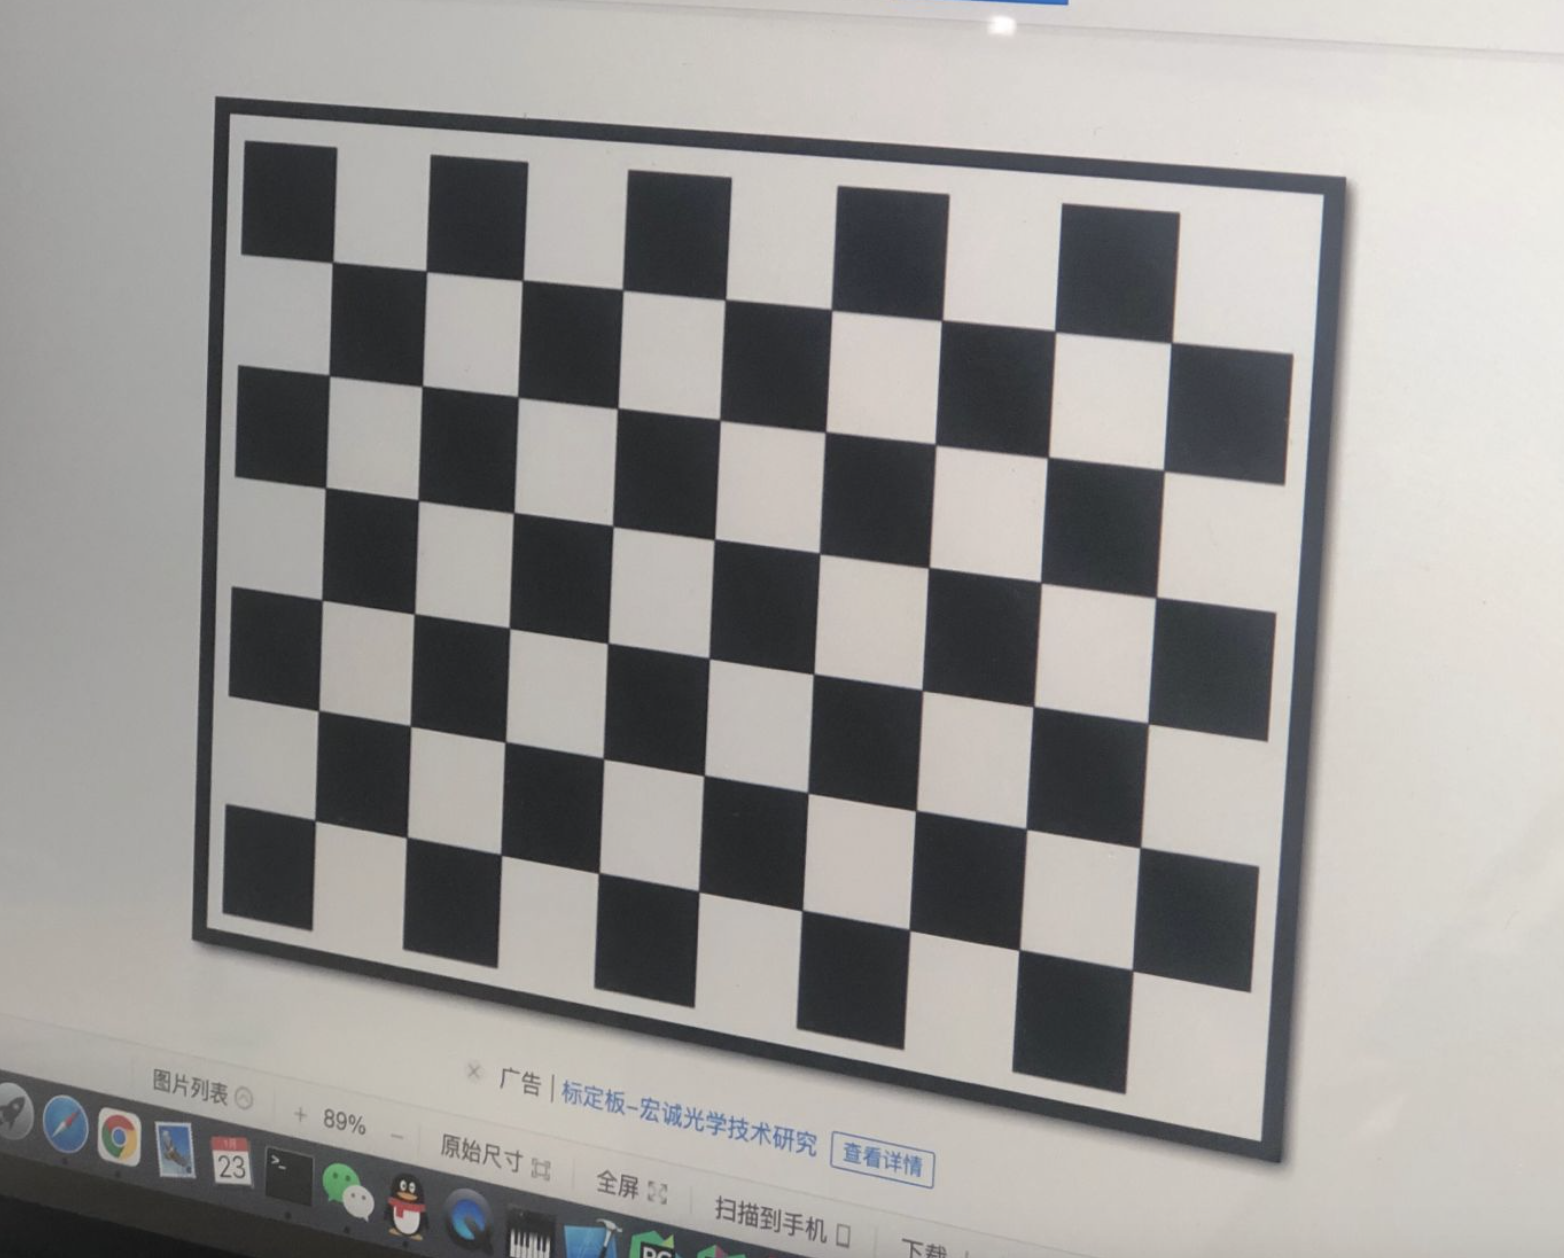 × 广告 | 标定板-宏诚光学技术研究 查看详情
图片列表 + 89% − 原始尺寸 全屏 扫描到手机 下载
1月
23
>_
PC